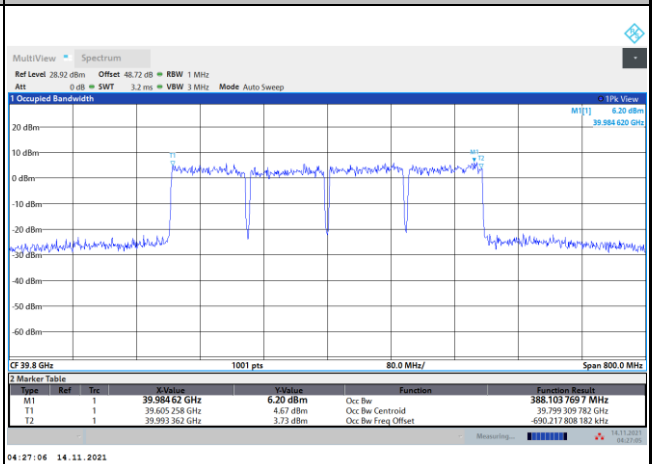 MultiView Spectrum
Ref Level 28.92 dBm Offset 48.72 dB RBW 1 MHz
Att 0 dB SWT 3.2 ms VBW 3 MHz Mode Auto Sweep
1 Occupied Bandwidth 1Pk View
M1[1] 6.20 dBm
39.984 620 GHz
20 dBm
10 dBm
T1 M1 T2
0 dBm
-10 dBm
-20 dBm
-30 dBm
-40 dBm
-50 dBm
-60 dBm
CF 39.8 GHz 1001 pts 80.0 MHz/ Span 800.0 MHz
2 Marker Table
Type Ref Trc X-Value Y-Value Function Function Result
M1 1 39.984 62 GHz 6.20 dBm Occ Bw 388.103 769 7 MHz
T1 1 39.605 258 GHz 4.67 dBm Occ Bw Centroid 39.799 309 782 GHz
T2 1 39.993 362 GHz 3.73 dBm Occ Bw Freq Offset -690.217 808 182 kHz
Measuring... 14.11.2021
04:27:05
04:27:06 14.11.2021